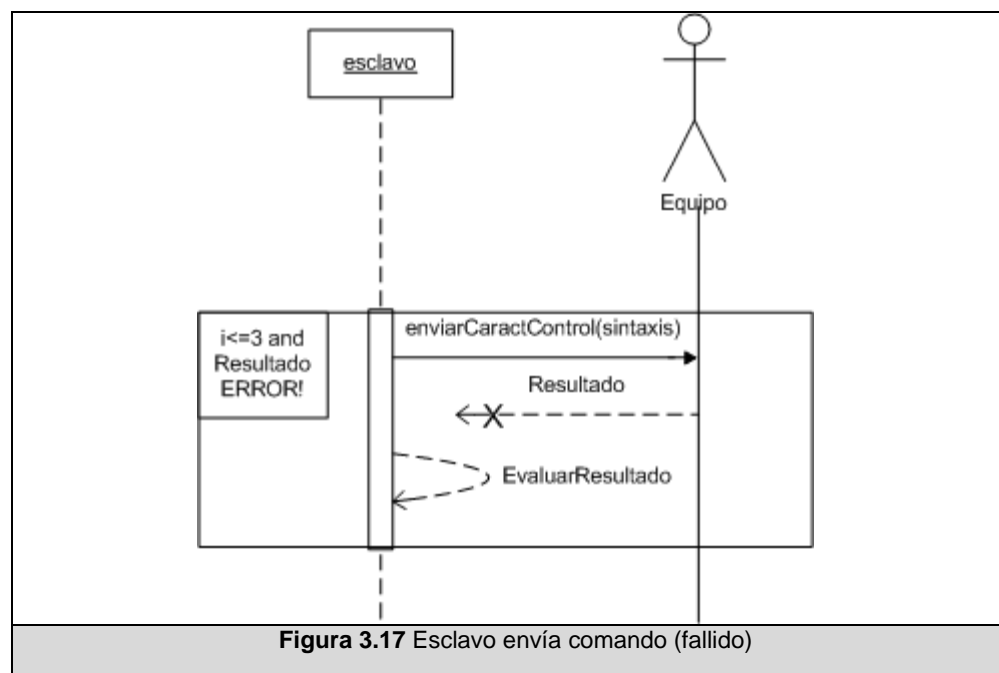 esclavo
Equipo
i<=3 and
Resultado
ERROR!
enviarCaractControl(sintaxis)
Resultado
EvaluarResultado
Figura 3.17 Esclavo envía comando (fallido)